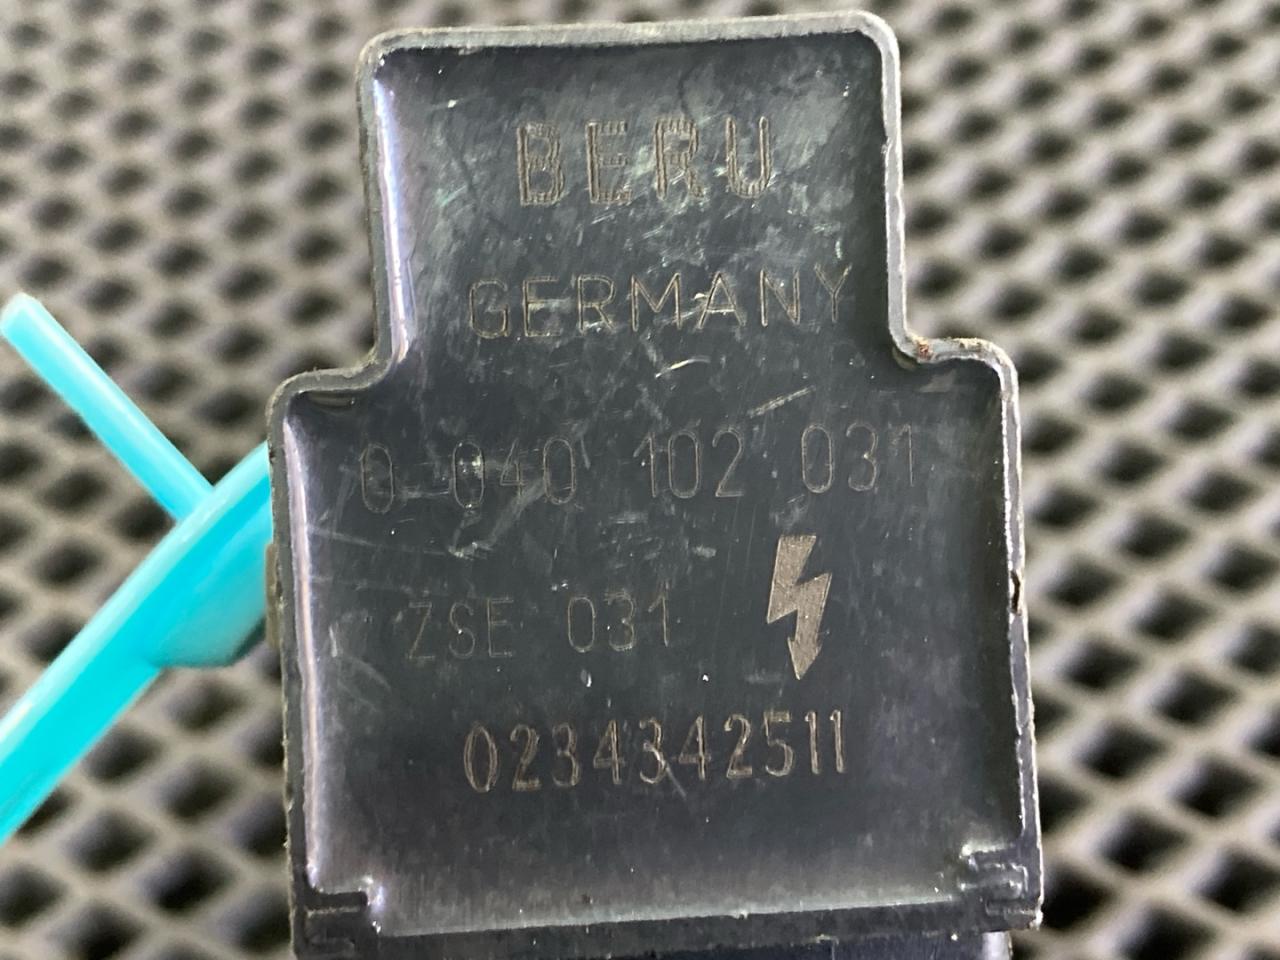 BERU
GERMANY
0 040 102 031
ZSE 031
0234342511